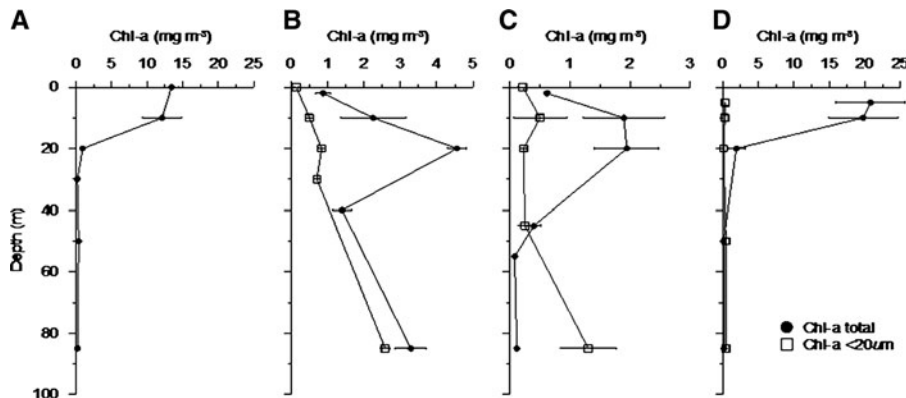 A B C D
Chl-a (mg m⁻³) Chl-a (mg m⁻³) Chl-a (mg m⁻³) Chl-a (mg m⁻³)
0 5 10 15 20 25 0 1 2 3 4 5 0 1 2 3 0 5 10 15 20 25
0
20
40
60
80
100
Depth (m)
Chl-a total
Chl-a <20um